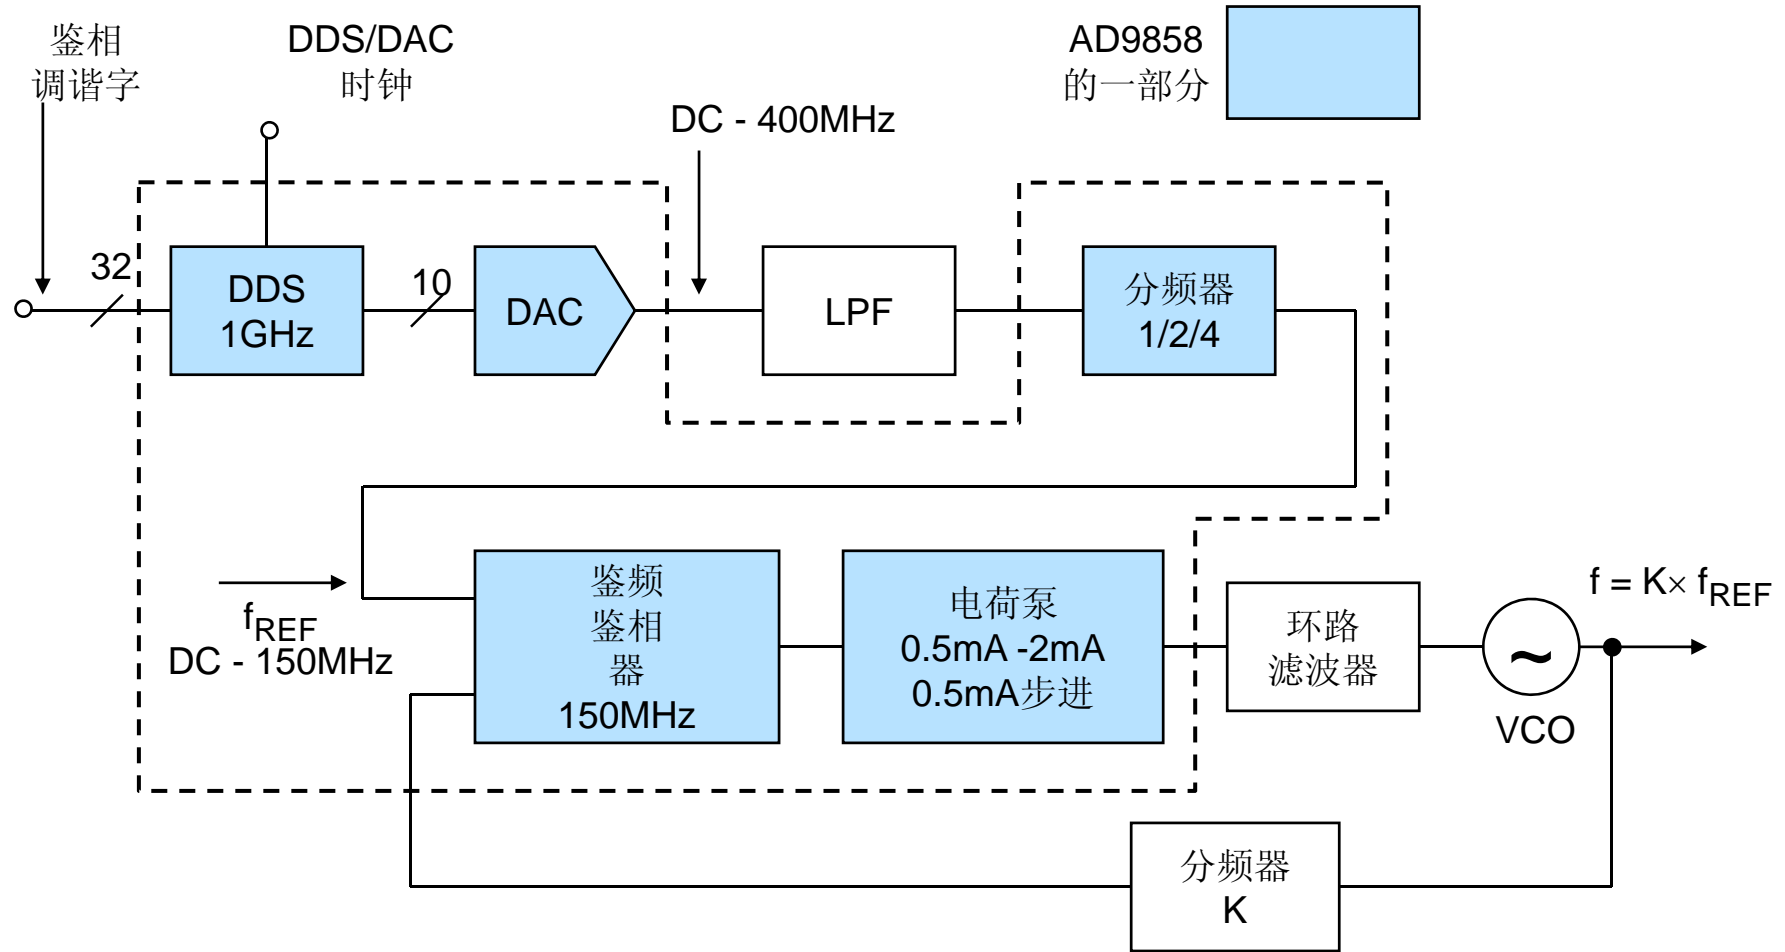 鉴相
调谐字
DDS/DAC
时钟
AD9858
的一部分
DC - 400MHz
32
DDS
1GHz
10
DAC
LPF
分频器
1/2/4
fREF
DC - 150MHz
鉴频
鉴相
器
150MHz
电荷泵
0.5mA -2mA
0.5mA步进
环路
滤波器
~
VCO
f = K× fREF
分频器
K